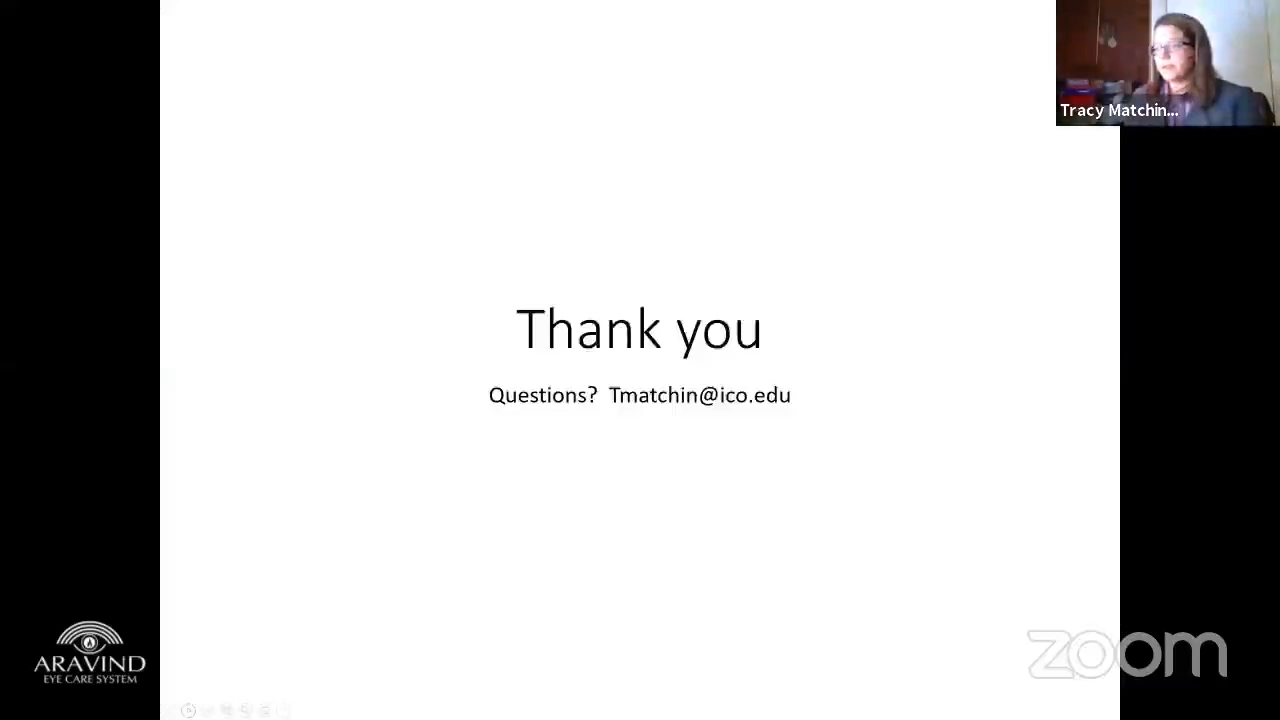 Tracy Matchin...
Thank you
Questions? Tmatchin@ico.edu
ARAVIND
EYE CARE SYSTEM
zoom